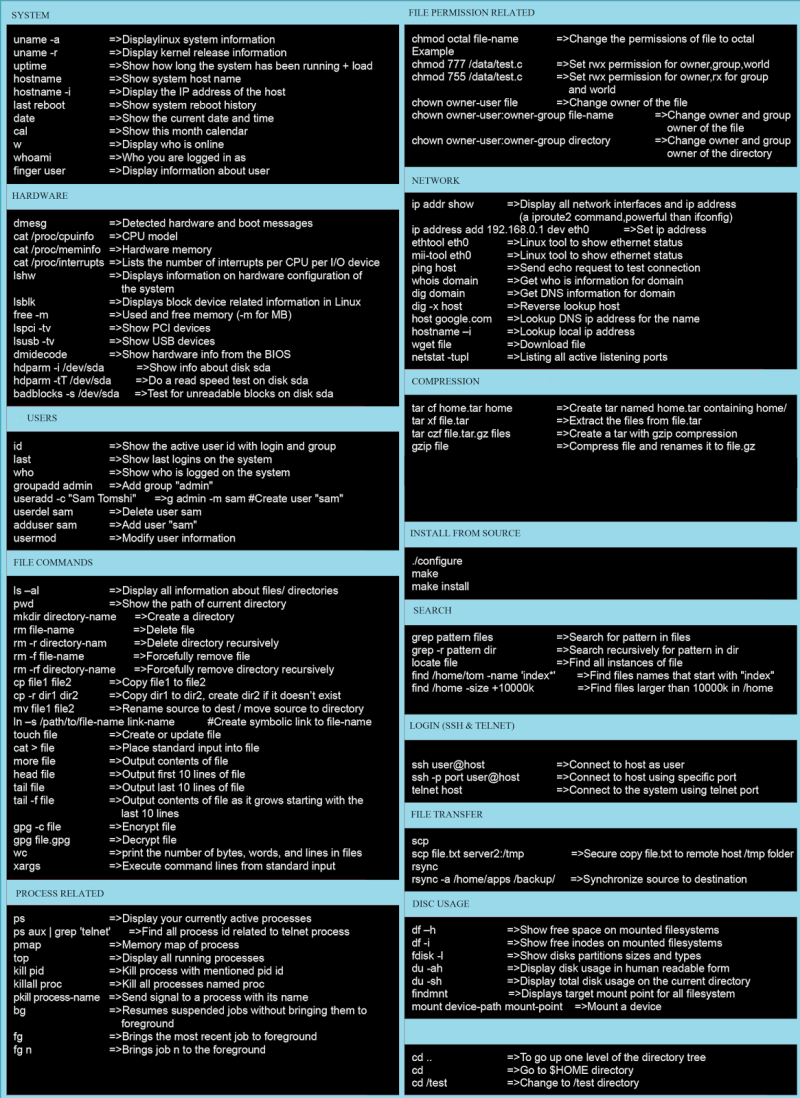 SYSTEM
uname -a =>Displaylinux system information
uname -r =>Display kernel release information
uptime =>Show how long the system has been running + load
hostname =>Show system host name
hostname -i =>Display the IP address of the host
last reboot =>Show system reboot history
date =>Show the current date and time
cal =>Show this month calendar
w =>Display who is online
whoami =>Who you are logged in as
finger user =>Display information about user
HARDWARE
dmesg =>Detected hardware and boot messages
cat /proc/cpuinfo =>CPU model
cat /proc/meminfo =>Hardware memory
cat /proc/interrupts =>Lists the number of interrupts per CPU per I/O device
lshw =>Displays information on hardware configuration of
the system
lsblk =>Displays block device related information in Linux
free -m =>Used and free memory (-m for MB)
lspci -tv =>Show PCI devices
lsusb -tv =>Show USB devices
dmidecode =>Show hardware info from the BIOS
hdparm -i /dev/sda =>Show info about disk sda
hdparm -tT /dev/sda =>Do a read speed test on disk sda
badblocks -s /dev/sda =>Test for unreadable blocks on disk sda
USERS
id =>Show the active user id with login and group
last =>Show last logins on the system
who =>Show who is logged on the system
groupadd admin =>Add group "admin"
useradd -c "Sam Tomshi" =>g admin -m sam #Create user "sam"
userdel sam =>Delete user sam
adduser sam =>Add user "sam"
usermod =>Modify user information
FILE COMMANDS
ls –al =>Display all information about files/ directories
pwd =>Show the path of current directory
mkdir directory-name =>Create a directory
rm file-name =>Delete file
rm -r directory-nam =>Delete directory recursively
rm -f file-name =>Forcefully remove file
rm -rf directory-name =>Forcefully remove directory recursively
cp file1 file2 =>Copy file1 to file2
cp -r dir1 dir2 =>Copy dir1 to dir2, create dir2 if it doesn't exist
mv file1 file2 =>Rename source to dest / move source to directory
ln –s /path/to/file-name link-name #Create symbolic link to file-name
touch file =>Create or update file
cat > file =>Place standard input into file
more file =>Output contents of file
head file =>Output first 10 lines of file
tail file =>Output last 10 lines of file
tail -f file =>Output contents of file as it grows starting with the
last 10 lines
gpg -c file =>Encrypt file
gpg file.gpg =>Decrypt file
wc =>print the number of bytes, words, and lines in files
xargs =>Execute command lines from standard input
PROCESS RELATED
ps =>Display your currently active processes
ps aux | grep 'telnet' =>Find all process id related to telnet process
pmap =>Memory map of process
top =>Display all running processes
kill pid =>Kill process with mentioned pid id
killall proc =>Kill all processes named proc
pkill process-name =>Send signal to a process with its name
bg =>Resumes suspended jobs without bringing them to
foreground
fg =>Brings the most recent job to foreground
fg n =>Brings job n to the foreground
FILE PERMISSION RELATED
chmod octal file-name =>Change the permissions of file to octal
Example
chmod 777 /data/test.c =>Set rwx permission for owner,group,world
chmod 755 /data/test.c =>Set rwx permission for owner,rx for group
and world
chown owner-user file =>Change owner of the file
chown owner-user:owner-group file-name =>Change owner and group
owner of the file
chown owner-user:owner-group directory =>Change owner and group
owner of the directory
NETWORK
ip addr show =>Display all network interfaces and ip address
(a iproute2 command,powerful than ifconfig)
ip address add 192.168.0.1 dev eth0 =>Set ip address
ethtool eth0 =>Linux tool to show ethernet status
mii-tool eth0 =>Linux tool to show ethernet status
ping host =>Send echo request to test connection
whois domain =>Get who is information for domain
dig domain =>Get DNS information for domain
dig -x host =>Reverse lookup host
host google.com =>Lookup DNS ip address for the name
hostname –i =>Lookup local ip address
wget file =>Download file
netstat -tupl =>Listing all active listening ports
COMPRESSION
tar cf home.tar home =>Create tar named home.tar containing home/
tar xf file.tar =>Extract the files from file.tar
tar czf file.tar.gz files =>Create a tar with gzip compression
gzip file =>Compress file and renames it to file.gz
INSTALL FROM SOURCE
./configure
make
make install
SEARCH
grep pattern files =>Search for pattern in files
grep -r pattern dir =>Search recursively for pattern in dir
locate file =>Find all instances of file
find /home/tom -name 'index*' =>Find files names that start with "index"
find /home -size +10000k =>Find files larger than 10000k in /home
LOGIN (SSH & TELNET)
ssh user@host =>Connect to host as user
ssh -p port user@host =>Connect to host using specific port
telnet host =>Connect to the system using telnet port
FILE TRANSFER
scp
scp file.txt server2:/tmp =>Secure copy file.txt to remote host /tmp folder
rsync
rsync -a /home/apps /backup/ =>Synchronize source to destination
DISC USAGE
df –h =>Show free space on mounted filesystems
df -i =>Show free inodes on mounted filesystems
fdisk -l =>Show disks partitions sizes and types
du -ah =>Display disk usage in human readable form
du -sh =>Display total disk usage on the current directory
findmnt =>Displays target mount point for all filesystem
mount device-path mount-point =>Mount a device
cd .. =>To go up one level of the directory tree
cd =>Go to $HOME directory
cd /test =>Change to /test directory